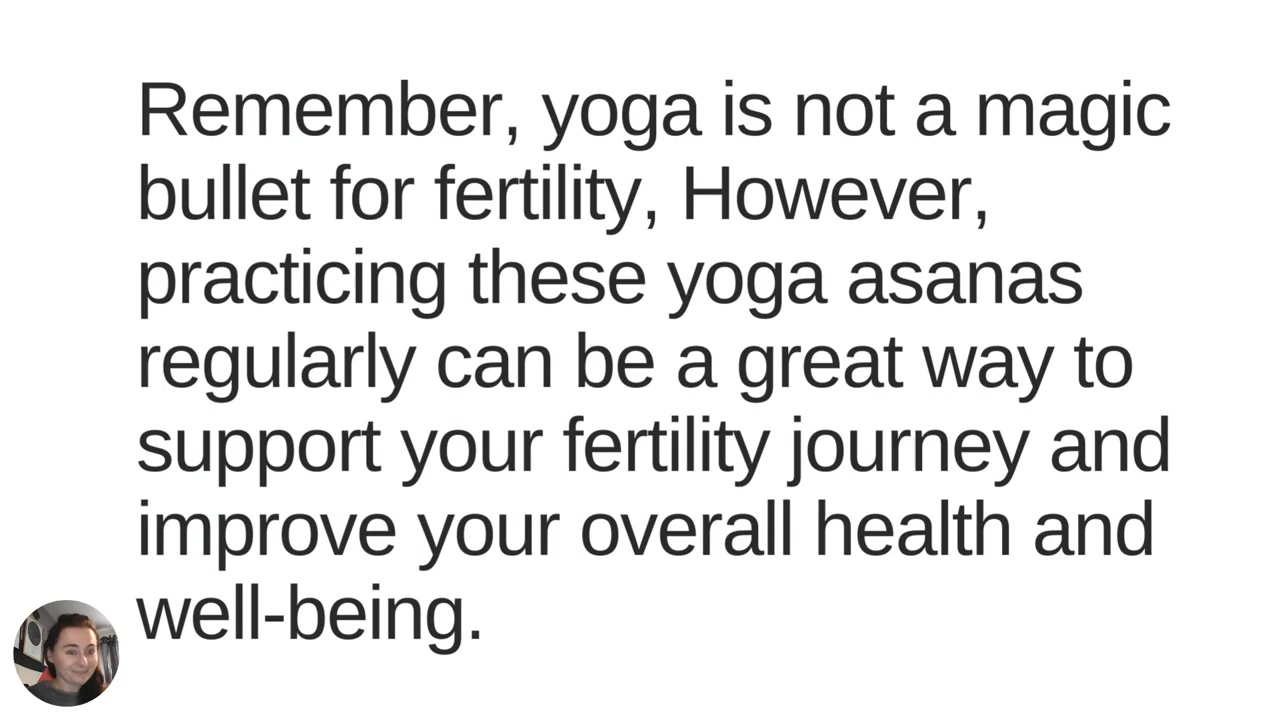 Remember, yoga is not a magic
bullet for fertility, However,
practicing these yoga asanas
regularly can be a great way to
support your fertility journey and
improve your overall health and
well-being.